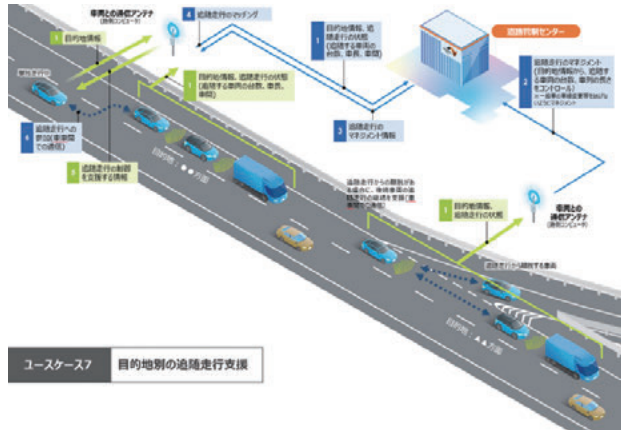 車両との通信アンテナ
(路側コンピュータ)
1 目的地情報
4 追随走行のマッチング
1 目的地情報、追随走行の状態
(追随する車両の台数、車長、車間)
1 目的地情報、追随走行の状態
(追随する車両の台数、車長、車間)
道路管制センター
2 追随走行のマネジメント
(目的地情報から、追随する車両の台数、車両の長さをコントロール)
3 追随走行のマネジメント情報
追随走行への参加(車車間での通信)
5 追随走行の制御を支援する情報
目的地:●●方面
1 目的地情報、追随走行の状態
車両との通信アンテナ
(路側コンピュータ)
追随走行から離脱する車両
目的地:▲▲方面
ユースケース7 目的地別の追随走行支援